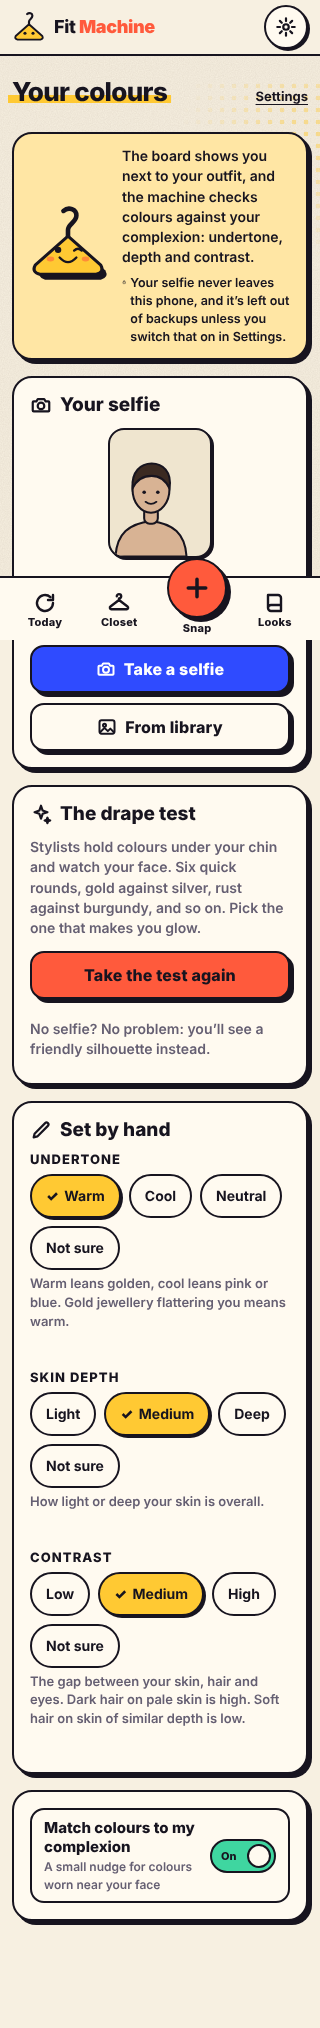 Fit Machine
Your colours
Settings
The board shows you
next to your outfit, and
the machine checks
colours against your
complexion: undertone,
depth and contrast.
Your selfie never leaves
this phone, and it’s left out
of backups unless you
switch that on in Settings.
Your selfie
Today
Closet
Snap
Looks
Take a selfie
From library
The drape test
Stylists hold colours under your chin
and watch your face. Six quick
rounds, gold against silver, rust
against burgundy, and so on. Pick the
one that makes you glow.
Take the test again
No selfie? No problem: you’ll see a
friendly silhouette instead.
Set by hand
UNDERTONE
Warm
Cool
Neutral
Not sure
Warm leans golden, cool leans pink or
blue. Gold jewellery flattering you means
warm.
SKIN DEPTH
Light
Medium
Deep
Not sure
How light or deep your skin is overall.
CONTRAST
Low
Medium
High
Not sure
The gap between your skin, hair and
eyes. Dark hair on pale skin is high. Soft
hair on skin of similar depth is low.
Match colours to my
complexion
A small nudge for colours
worn near your face
On